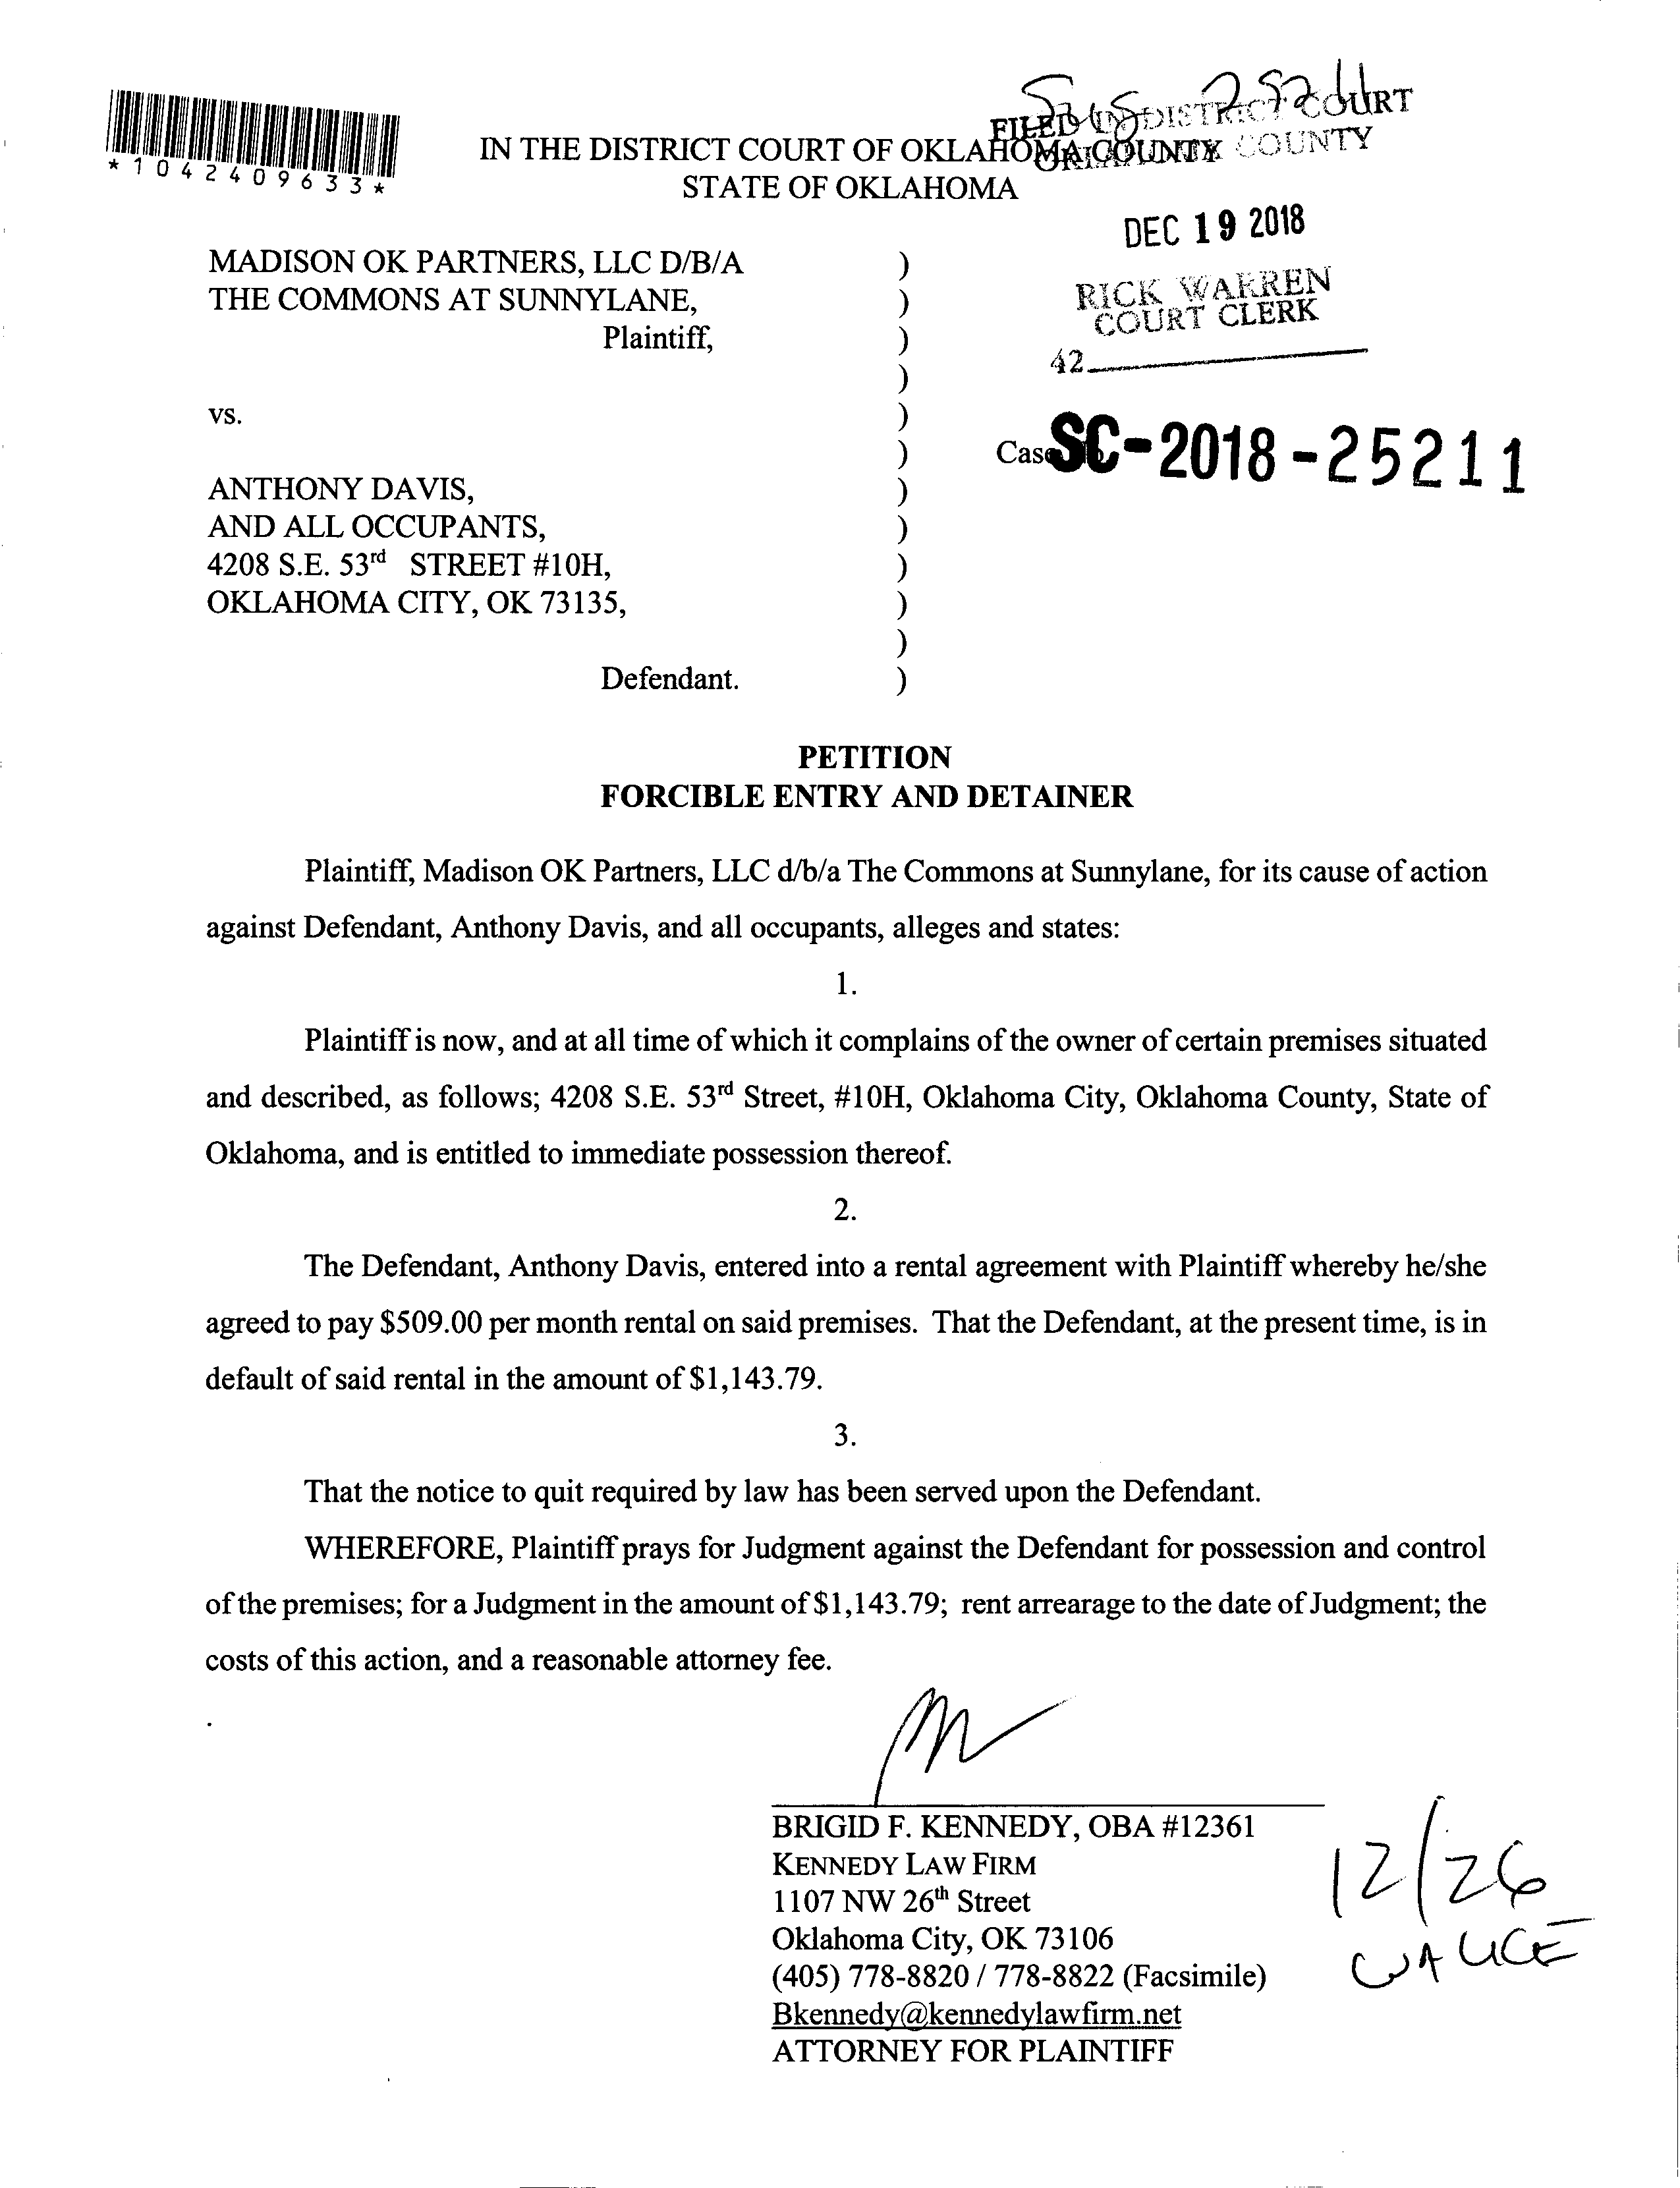 *1042409633*
FILED IN DISTRICT COURT
OKLAHOMA COUNTY
IN THE DISTRICT COURT OF OKLAHOMA COUNTY
STATE OF OKLAHOMA
DEC 19 2018
RICK WARREN
COURT CLERK
42
MADISON OK PARTNERS, LLC D/B/A )
THE COMMONS AT SUNNYLANE, )
Plaintiff, )
)
vs. )
) Case SC-2018-25211
ANTHONY DAVIS, )
AND ALL OCCUPANTS, )
4208 S.E. 53rd STREET #10H, )
OKLAHOMA CITY, OK 73135, )
)
Defendant. )
PETITION
FORCIBLE ENTRY AND DETAINER
Plaintiff, Madison OK Partners, LLC d/b/a The Commons at Sunnylane, for its cause of action
against Defendant, Anthony Davis, and all occupants, alleges and states:
1.
Plaintiff is now, and at all time of which it complains of the owner of certain premises situated
and described, as follows; 4208 S.E. 53rd Street, #10H, Oklahoma City, Oklahoma County, State of
Oklahoma, and is entitled to immediate possession thereof.
2.
The Defendant, Anthony Davis, entered into a rental agreement with Plaintiff whereby he/she
agreed to pay $509.00 per month rental on said premises. That the Defendant, at the present time, is in
default of said rental in the amount of $1,143.79.
3.
That the notice to quit required by law has been served upon the Defendant.
WHEREFORE, Plaintiff prays for Judgment against the Defendant for possession and control
of the premises; for a Judgment in the amount of $1,143.79; rent arrearage to the date of Judgment; the
costs of this action, and a reasonable attorney fee.
.
BRIGID F. KENNEDY, OBA #12361
KENNEDY LAW FIRM
1107 NW 26th Street
Oklahoma City, OK 73106
(405) 778-8820 / 778-8822 (Facsimile)
Bkennedy@kennedylawfirm.net
ATTORNEY FOR PLAINTIFF
12/26